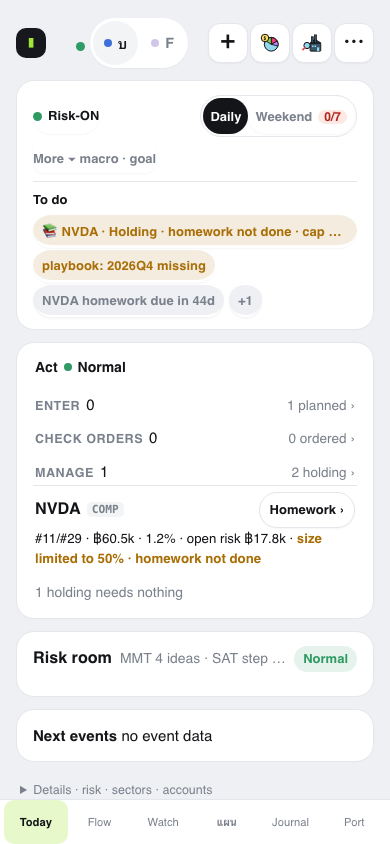 บ F
Risk-ON Daily Weekend 0/7
More macro · goal
To do
NVDA · Holding · homework not done · cap ...
playbook: 2026Q4 missing
NVDA homework due in 44d +1
Act Normal
ENTER 0 1 planned ›
CHECK ORDERS 0 0 ordered ›
MANAGE 1 2 holding ›
NVDA COMP Homework ›
#11/#29 · ฿60.5k · 1.2% · open risk ฿17.8k · size
limited to 50% · homework not done
1 holding needs nothing
Risk room MMT 4 ideas · SAT step ... Normal
Next events no event data
Details · risk · sectors · accounts
Today Flow Watch แผน Journal Port